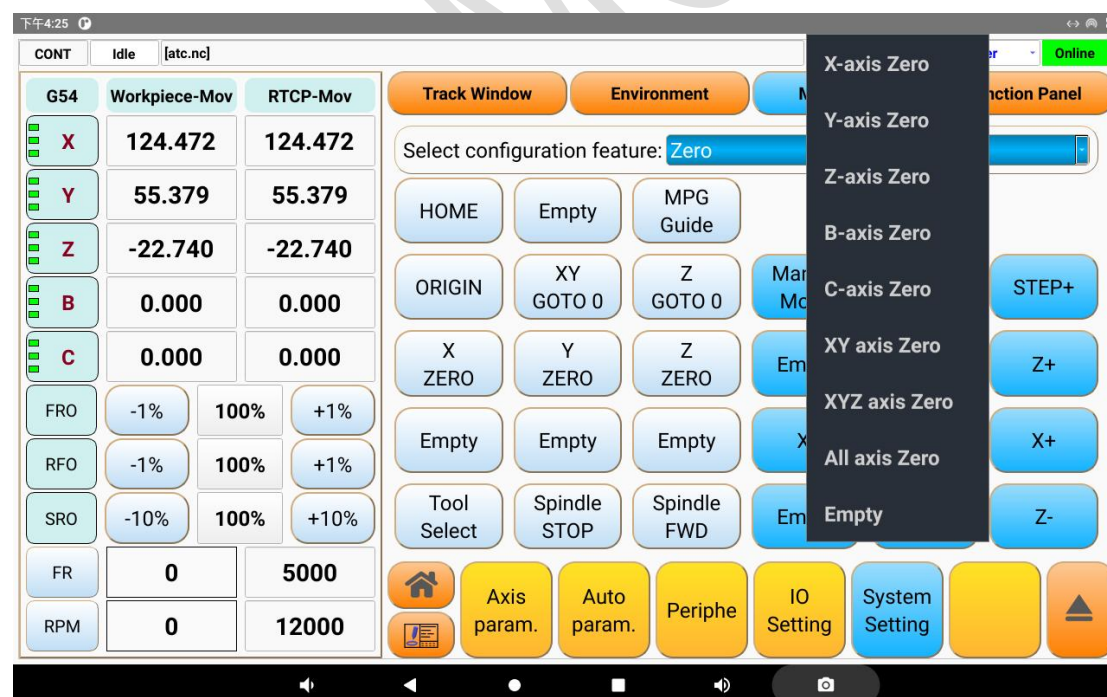 下午4:25
CONT Idle [atc.nc] Online
G54 Workpiece-Mov RTCP-Mov
X 124.472 124.472
Y 55.379 55.379
Z -22.740 -22.740
B 0.000 0.000
C 0.000 0.000
FRO -1% 100% +1%
RFO -1% 100% +1%
SRO -10% 100% +10%
FR 0 5000
RPM 0 12000
Track Window Environment Panel
Select configuration feature: Zero
HOME Empty MPG
Guide
ORIGIN XY
GOTO 0 Z
GOTO 0 STEP+
X
ZERO Y
ZERO Z
ZERO Z+
Empty Empty Empty X+
Tool
Select Spindle
STOP Spindle
FWD Z-
Axis
param. Auto
param. Periphe IO
Setting System
Setting
X-axis Zero
Y-axis Zero
Z-axis Zero
B-axis Zero
C-axis Zero
XY axis Zero
XYZ axis Zero
All axis Zero
Empty